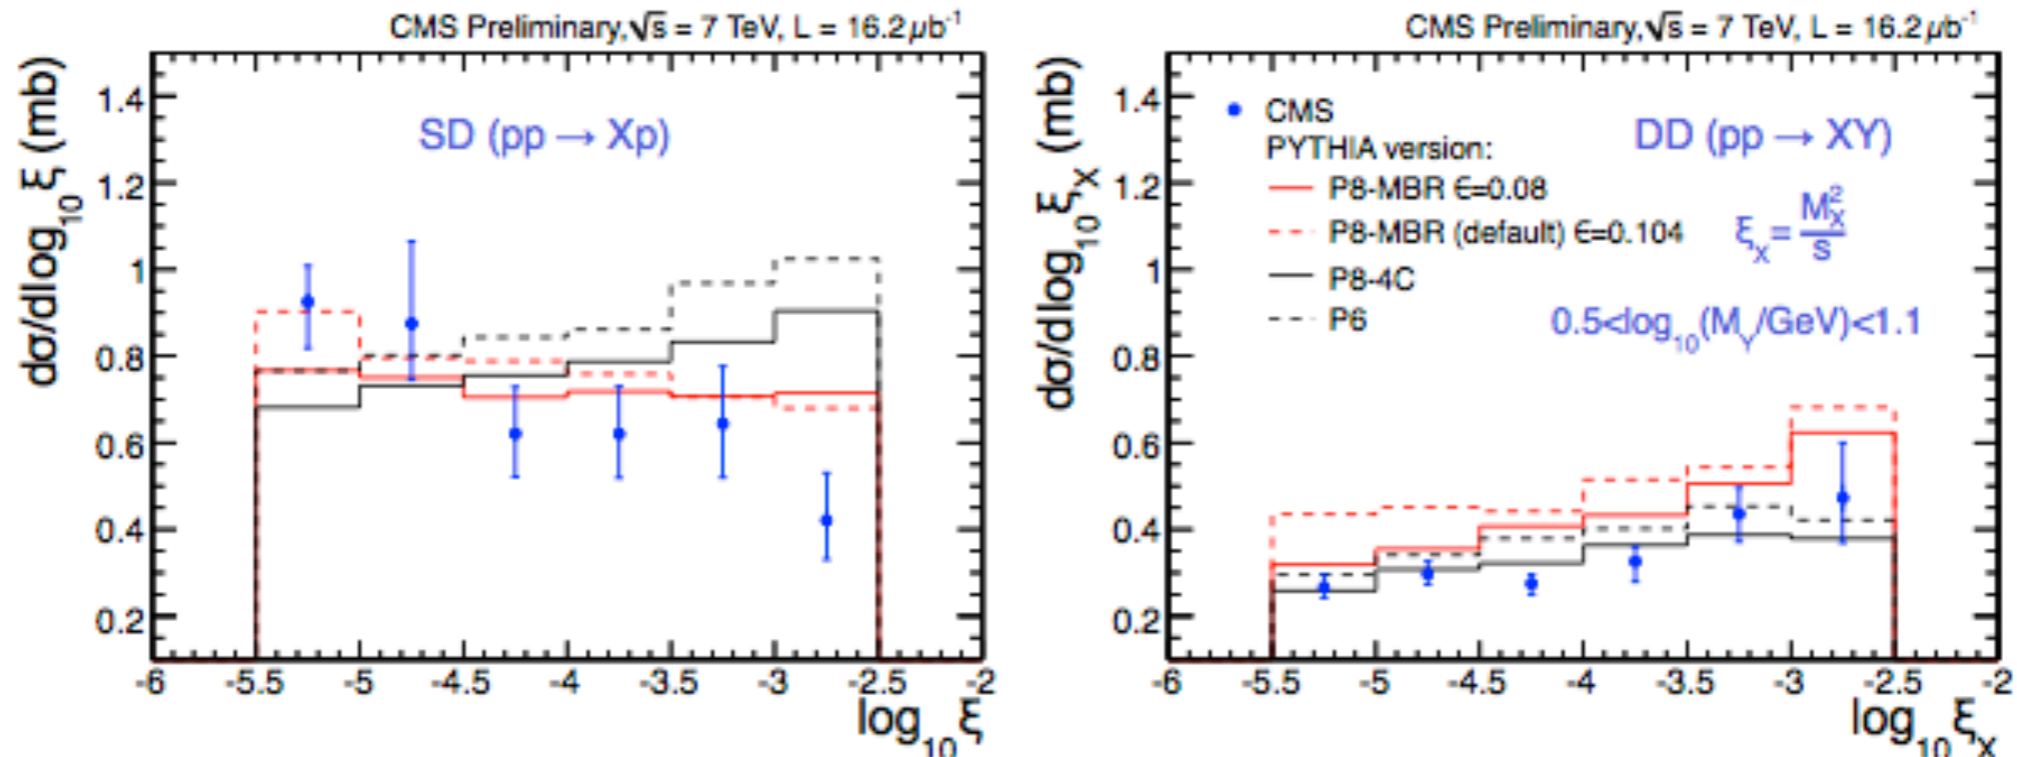 CMS Preliminary, √s = 7 TeV, L = 16.2 μb⁻¹
dσ/dlog₁₀ξ (mb)
SD (pp → Xp)
1.4
1.2
1
0.8
0.6
0.4
0.2
-6 -5.5 -5 -4.5 -4 -3.5 -3 -2.5 -2
log₁₀ξ
CMS Preliminary, √s = 7 TeV, L = 16.2 μb⁻¹
dσ/dlog₁₀ξ_X (mb)
1.4
1.2
1
0.8
0.6
0.4
0.2
CMS
PYTHIA version:
P8-MBR ∈=0.08
P8-MBR (default) ∈=0.104
P8-4C
P6
DD (pp → XY)
ξ_X = M_X²/s
0.5<log₁₀(M_Y/GeV)<1.1
-6 -5.5 -5 -4.5 -4 -3.5 -3 -2.5 -2
log₁₀ξ_X